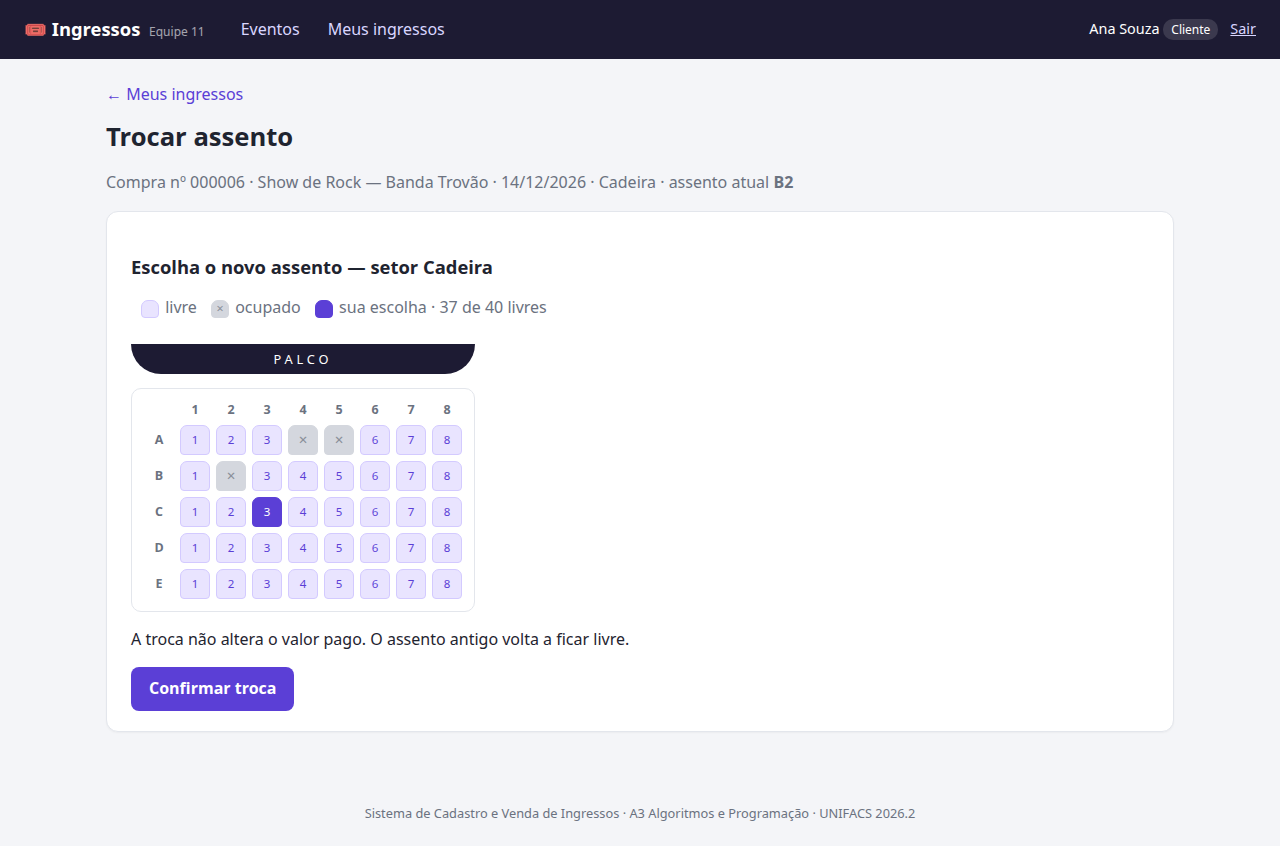 Ingressos Equipe 11 Eventos Meus ingressos Ana Souza Cliente Sair
← Meus ingressos
Trocar assento
Compra nº 000006 · Show de Rock — Banda Trovão · 14/12/2026 · Cadeira · assento atual B2
Escolha o novo assento — setor Cadeira
livre × ocupado sua escolha · 37 de 40 livres
PALCO
1 2 3 4 5 6 7 8
A 1 2 3 × × 6 7 8
B 1 × 3 4 5 6 7 8
C 1 2 3 4 5 6 7 8
D 1 2 3 4 5 6 7 8
E 1 2 3 4 5 6 7 8
A troca não altera o valor pago. O assento antigo volta a ficar livre.
Confirmar troca
Sistema de Cadastro e Venda de Ingressos · A3 Algoritmos e Programação · UNIFACS 2026.2